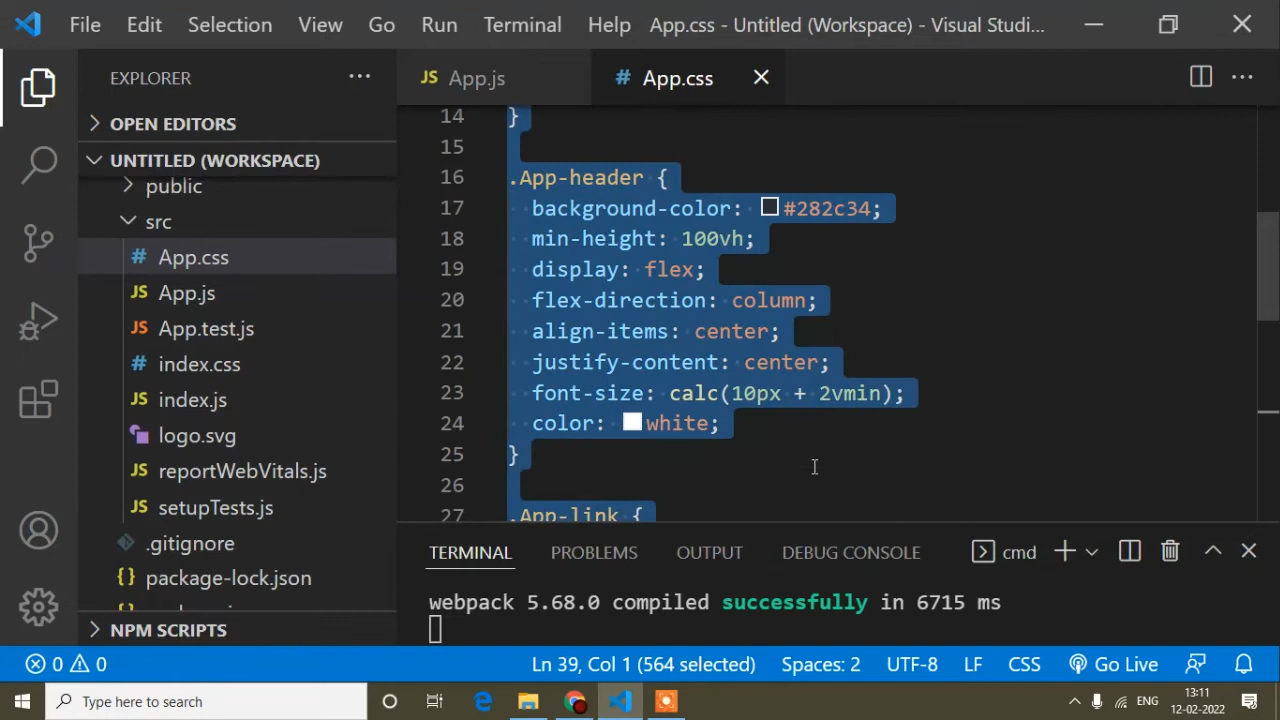 File Edit Selection View Go Run Terminal Help App.css - Untitled (Workspace) - Visual Studi...
EXPLORER
OPEN EDITORS
UNTITLED (WORKSPACE)
public
src
# App.css
JS App.js
JS App.test.js
# index.css
JS index.js
logo.svg
JS reportWebVitals.js
JS setupTests.js
.gitignore
{} package-lock.json
NPM SCRIPTS
JS App.js # App.css
14 }
15
16 .App-header {
17 background-color: #282c34;
18 min-height: 100vh;
19 display: flex;
20 flex-direction: column;
21 align-items: center;
22 justify-content: center;
23 font-size: calc(10px + 2vmin);
24 color: white;
25 }
26
27 .App-link {
TERMINAL PROBLEMS OUTPUT DEBUG CONSOLE cmd
webpack 5.68.0 compiled successfully in 6715 ms
0 0 Ln 39, Col 1 (564 selected) Spaces: 2 UTF-8 LF CSS Go Live
Type here to search
ENG
13:11
12-02-2022